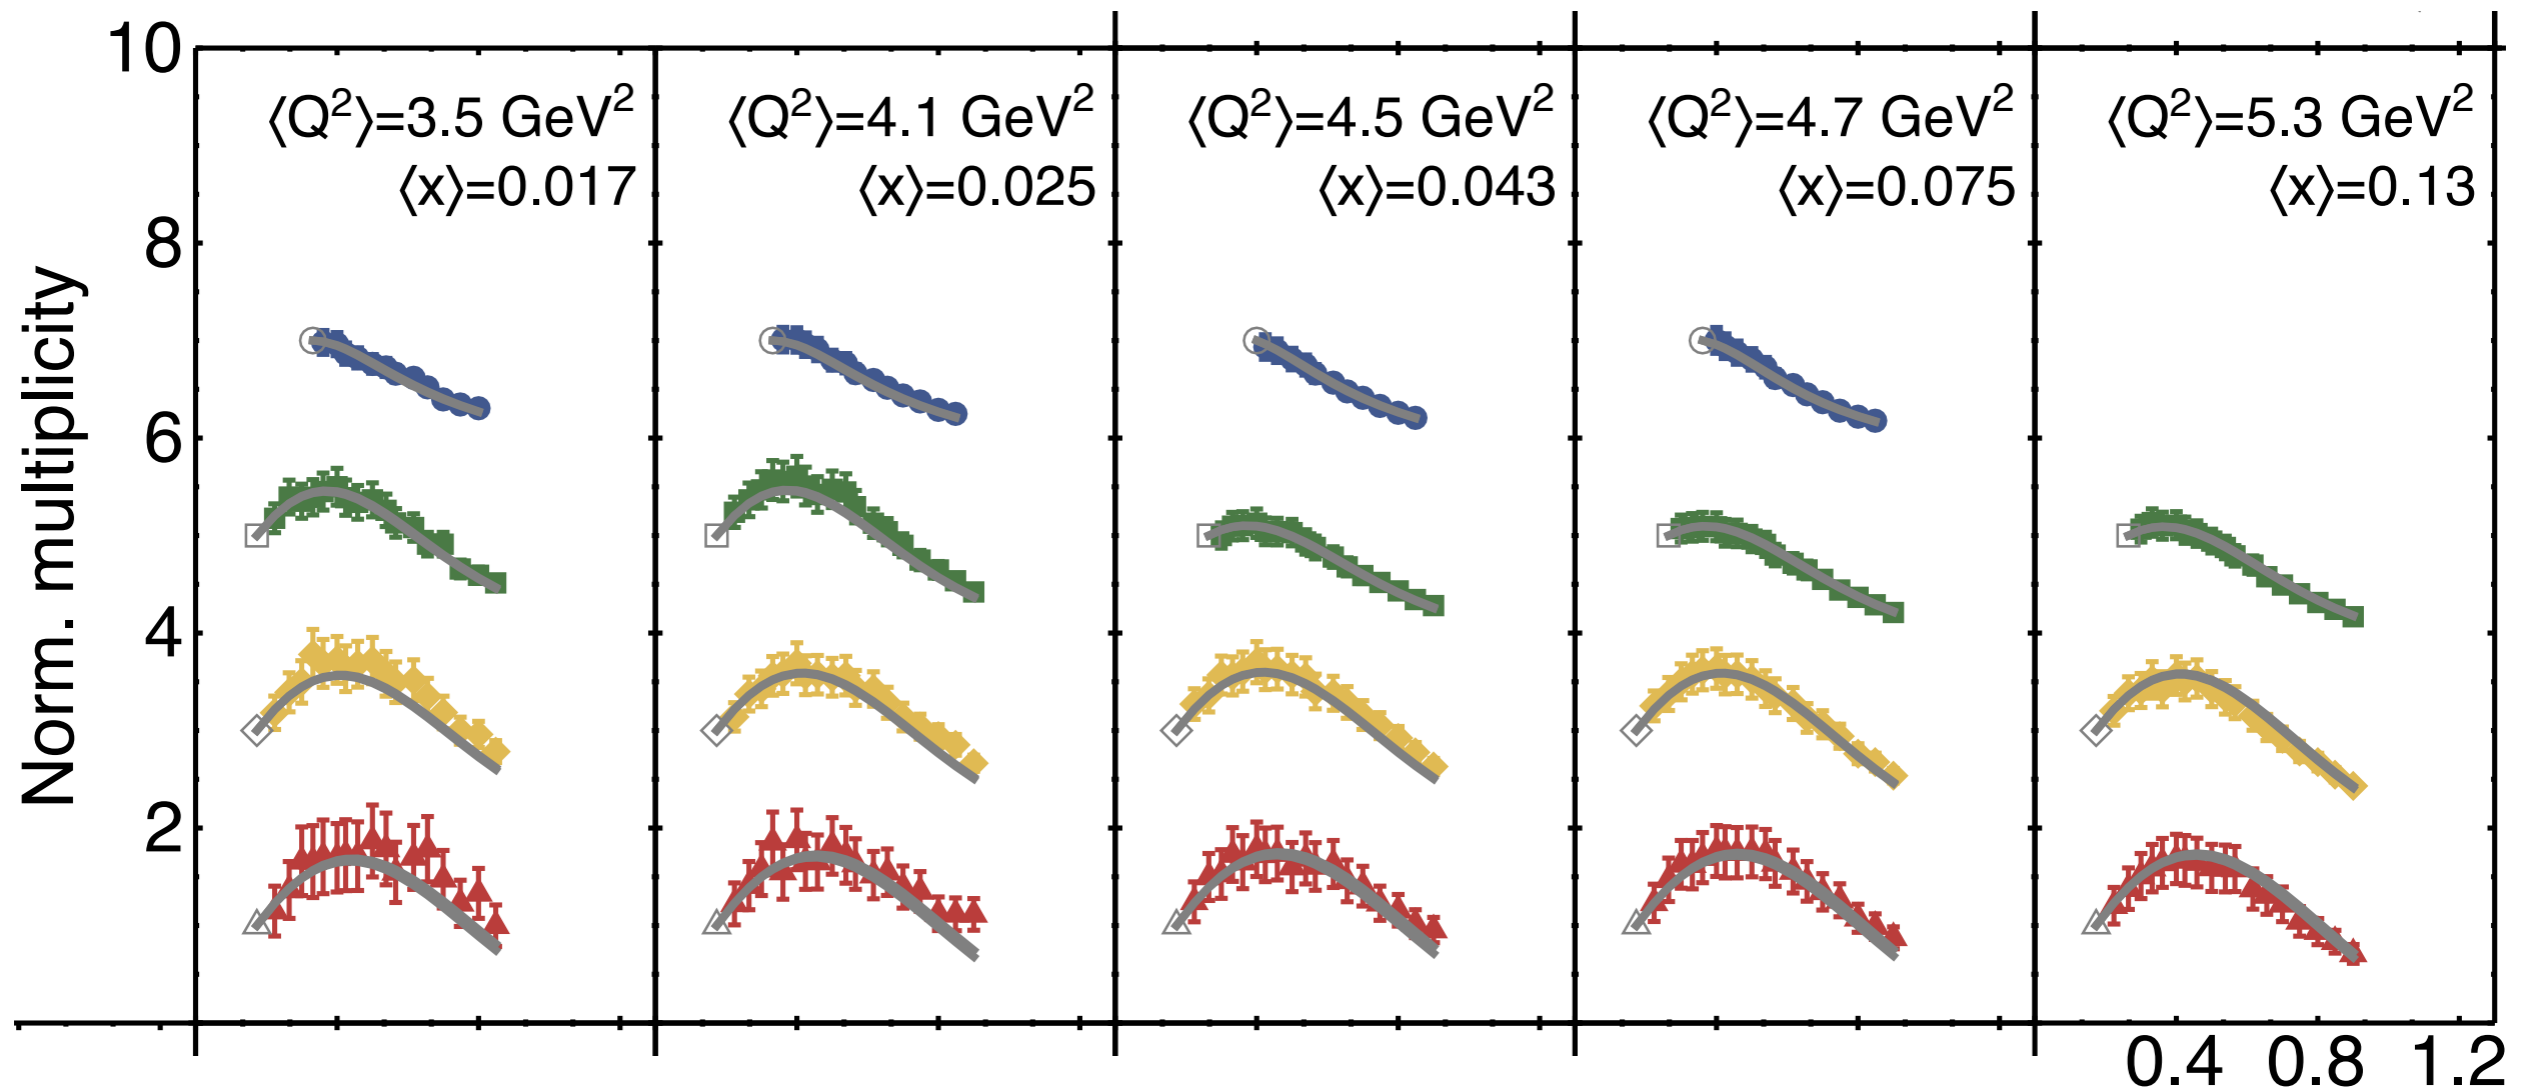 10
⟨Q²⟩=3.5 GeV² ⟨Q²⟩=4.1 GeV² ⟨Q²⟩=4.5 GeV² ⟨Q²⟩=4.7 GeV² ⟨Q²⟩=5.3 GeV²
⟨x⟩=0.017 ⟨x⟩=0.025 ⟨x⟩=0.043 ⟨x⟩=0.075 ⟨x⟩=0.13
8
Norm. multiplicity
6
4
2
0.4 0.8 1.2